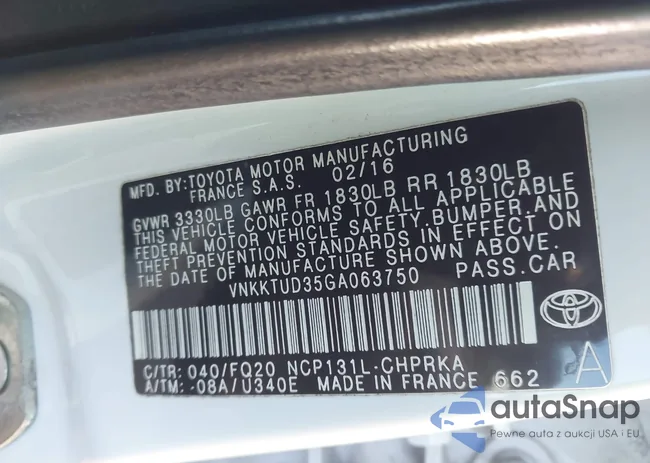 MFD. BY:TOYOTA MOTOR MANUFACTURING
FRANCE S.A.S. 02/16
GVWR 3330LB GAWR FR 1830LB RR 1830LB
THIS VEHICLE CONFORMS TO ALL APPLICABLE
FEDERAL MOTOR VEHICLE SAFETY,BUMPER,AND
THEFT PREVENTION STANDARDS IN EFFECT ON
THE DATE OF MANUFACTURE SHOWN ABOVE.
VNKKTUD35GA063750 PASS.CAR
C/TR: 040/FQ20 NCP131L-CHPRKA
A/TM: -08A/U340E MADE IN FRANCE 662
A
autaSnap
Pewne auto z aukcji USA i EU